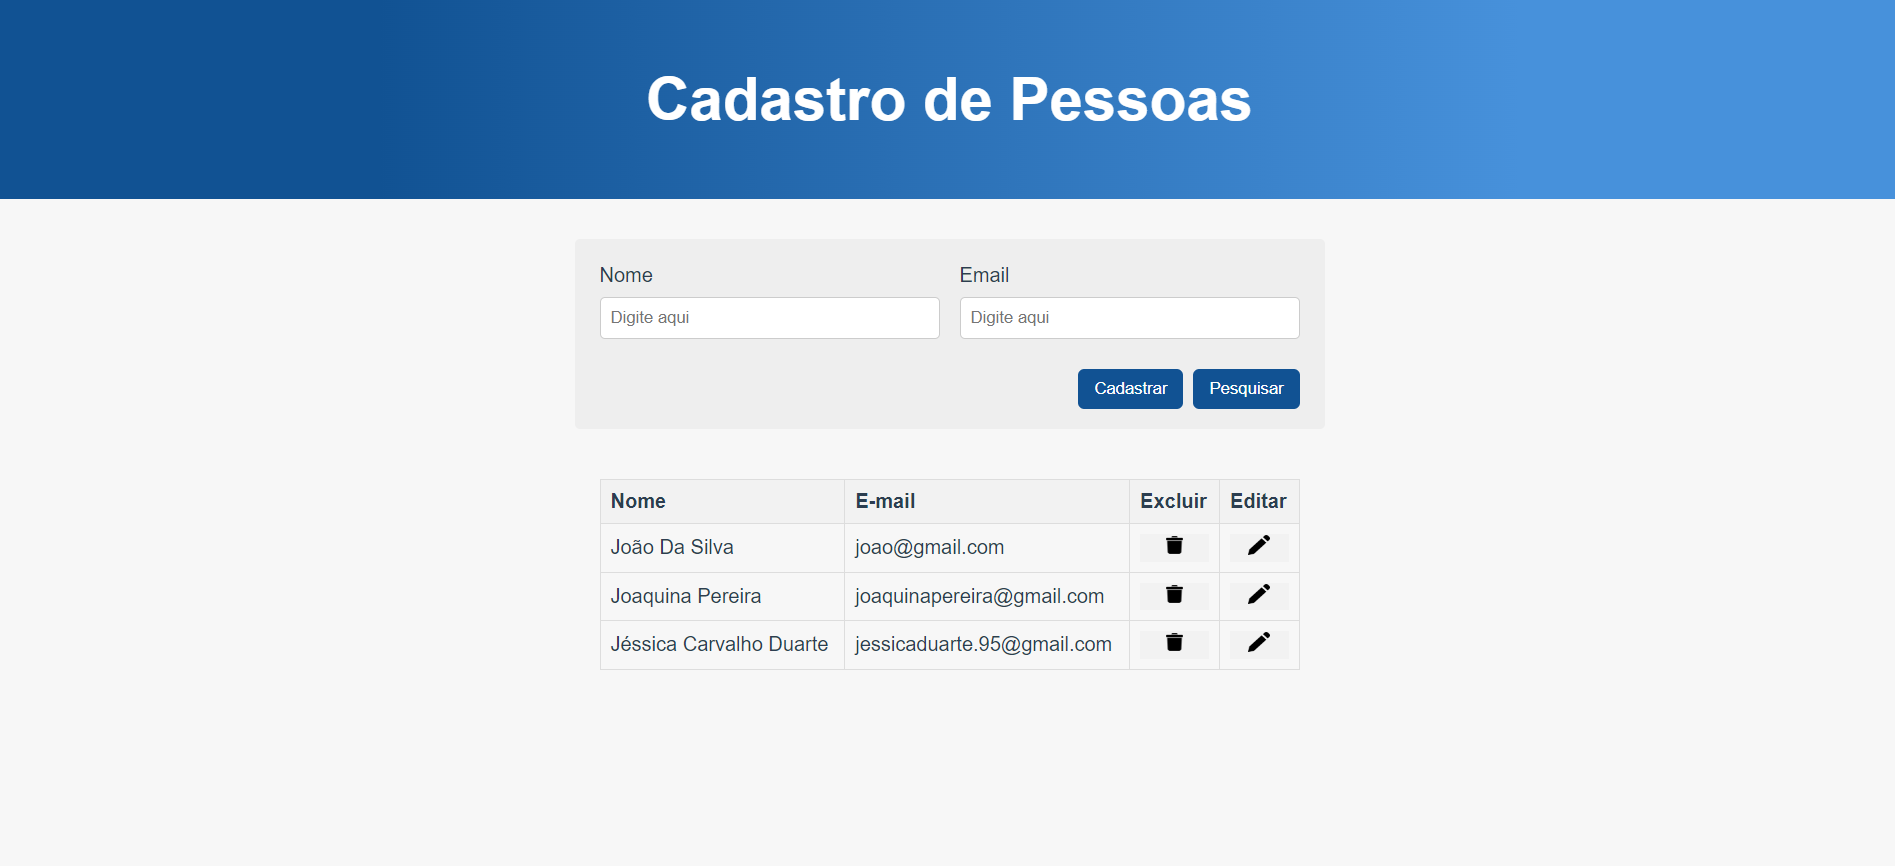 Cadastro de Pessoas
Nome Email
Digite aqui Digite aqui
Cadastrar Pesquisar
Nome E-mail Excluir Editar
João Da Silva joao@gmail.com
Joaquina Pereira joaquinapereira@gmail.com
Jéssica Carvalho Duarte jessicaduarte.95@gmail.com